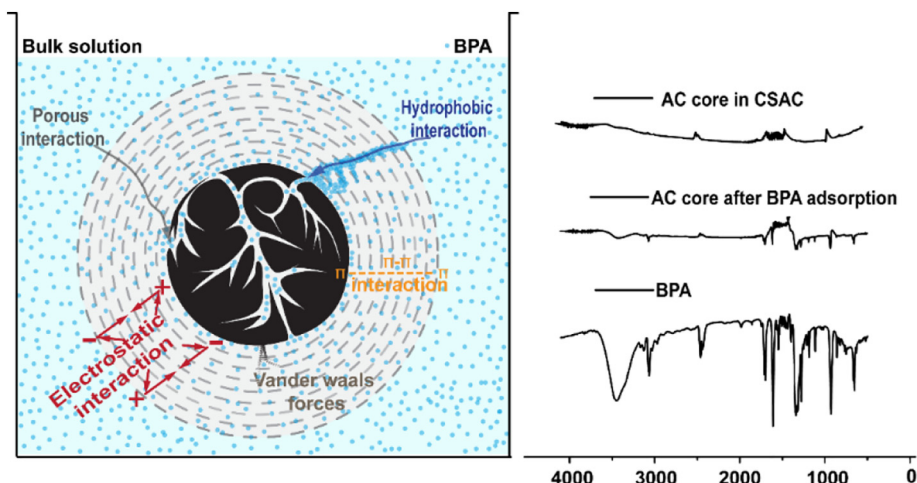 Bulk solution
BPA
Porous
interaction
Hydrophobic
interaction
π-π
π
π
interaction
+
−
−
+
Electrostatic
interaction
Vander waals
forces
AC core in CSAC
AC core after BPA adsorption
BPA
4000 3000 2000 1000 0